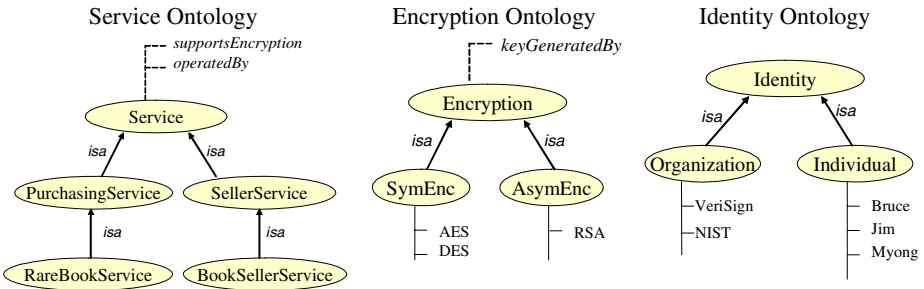 Service Ontology
supportsEncryption
operatedBy
Service
isa
isa
PurchasingService
SellerService
isa
isa
RareBookService
BookSellerService
Encryption Ontology
keyGeneratedBy
Encryption
isa
isa
SymEnc
AsymEnc
AES
DES
RSA
Identity Ontology
Identity
isa
isa
Organization
Individual
VeriSign
NIST
Bruce
Jim
Myong